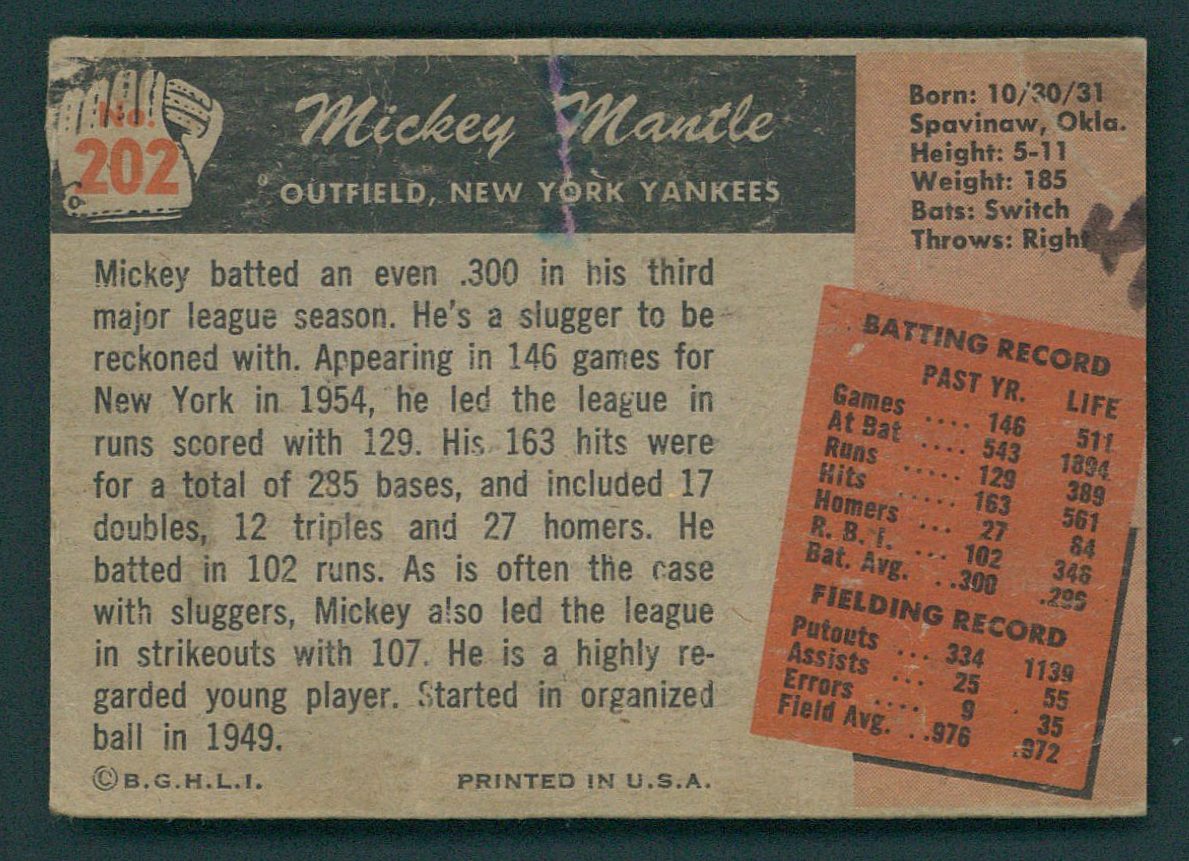 No.
202
Mickey Mantle
OUTFIELD, NEW YORK YANKEES
Born: 10/30/31
Spavinaw, Okla.
Height: 5-11
Weight: 185
Bats: Switch
Throws: Right
Mickey batted an even .300 in his third
major league season. He's a slugger to be
reckoned with. Appearing in 146 games for
New York in 1954, he led the league in
runs scored with 129. His 163 hits were
for a total of 285 bases, and included 17
doubles, 12 triples and 27 homers. He
batted in 102 runs. As is often the case
with sluggers, Mickey also led the league
in strikeouts with 107. He is a highly re-
garded young player. Started in organized
ball in 1949.
©B.G.H.L.I. PRINTED IN U.S.A.
BATTING RECORD
PAST YR. LIFE
Games .... 146 511
At Bat .... 543 1894
Runs ..... 129 389
Hits ..... 163 561
Homers ... 27 84
R. B. I. ... 102 346
Bat. Avg. ..300 .296
FIELDING RECORD
Putouts ... 334 1139
Assists ... 25 55
Errors .... 9 35
Field Avg. ..976 .972